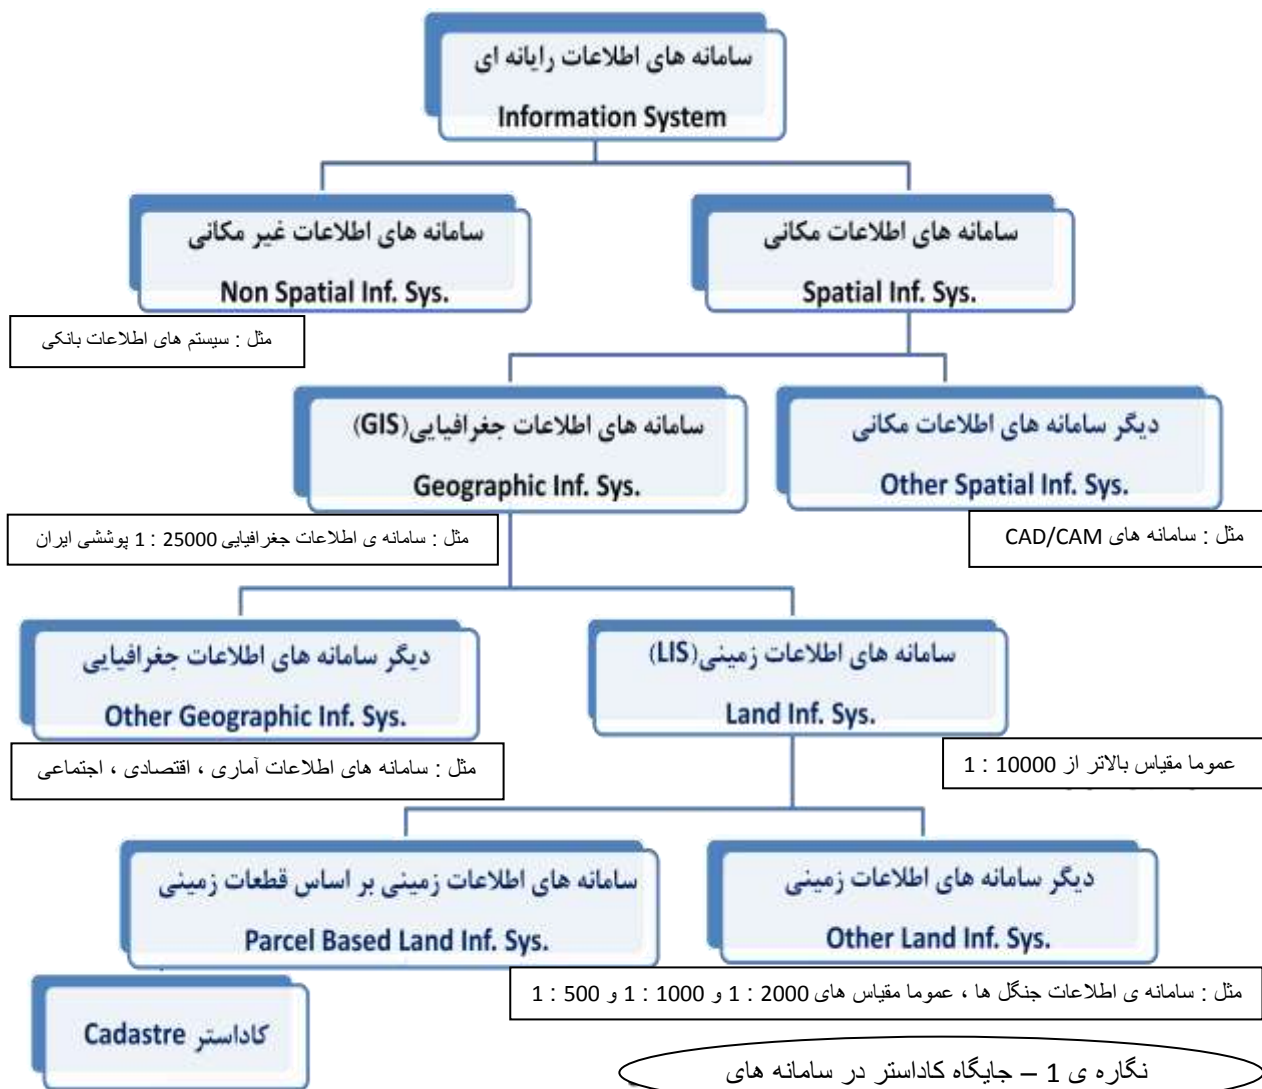 سامانه های اطلاعات رایانه ای
Information System
سامانه های اطلاعات مکانی
Spatial Inf. Sys.
سامانه های اطلاعات غیر مکانی
Non Spatial Inf. Sys.
مثل : سیستم های اطلاعات بانکی
دیگر سامانه های اطلاعات مکانی
Other Spatial Inf. Sys.
مثل : سامانه های CAD/CAM
سامانه های اطلاعات جغرافیایی(GIS)
Geographic Inf. Sys.
مثل : سامانه ی اطلاعات جغرافیایی 25000 : 1 پوششی ایران
سامانه های اطلاعات زمینی(LIS)
Land Inf. Sys.
عموما مقیاس بالاتر از 10000 : 1
دیگر سامانه های اطلاعات جغرافیایی
Other Geographic Inf. Sys.
مثل : سامانه های اطلاعات آماری ، اقتصادی ، اجتماعی
دیگر سامانه های اطلاعات زمینی
Other Land Inf. Sys.
مثل : سامانه ی اطلاعات جنگل ها ، عموما مقیاس های 2000 : 1 و 1000 : 1 و 500 : 1
سامانه های اطلاعات زمینی بر اساس قطعات زمینی
Parcel Based Land Inf. Sys.
کاداستر Cadastre
نگاره ی 1 – جایگاه کاداستر در سامانه های